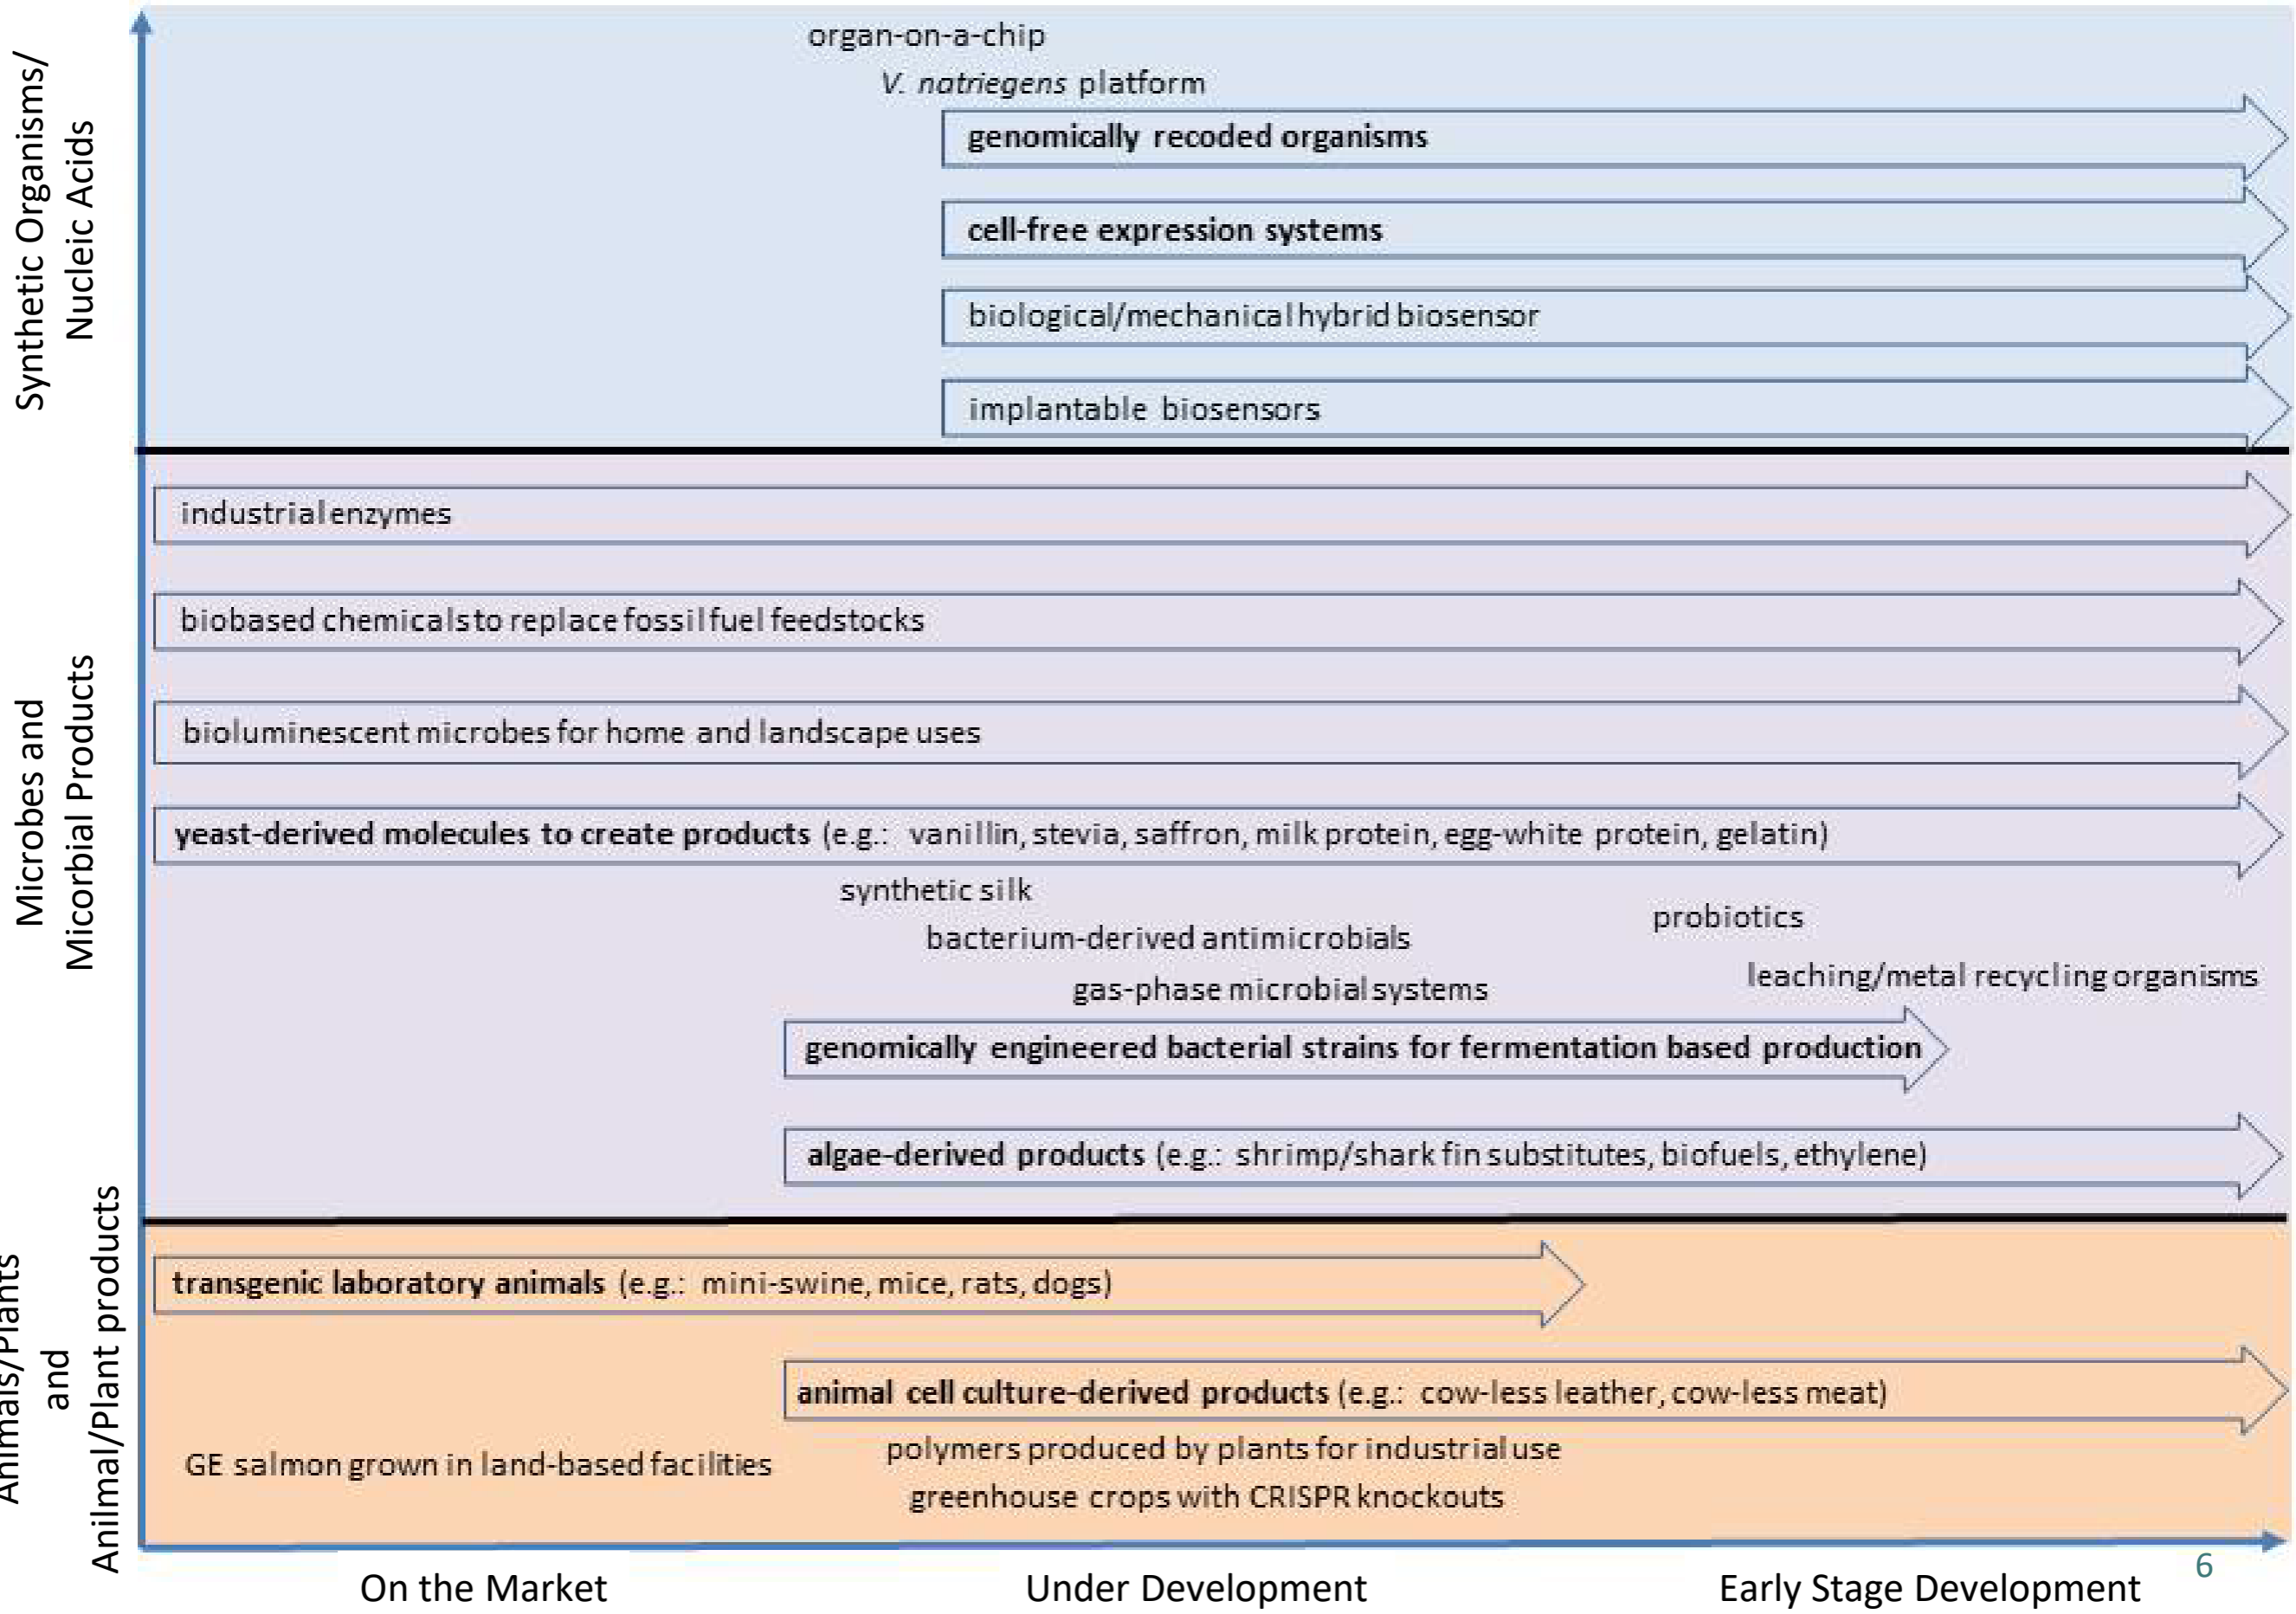 Synthetic Organisms/
Nucleic Acids
organ-on-a-chip
V. natriegens platform
genomically recoded organisms
cell-free expression systems
biological/mechanical hybrid biosensor
implantable biosensors
Microbes and
Micorbial Products
industrial enzymes
biobased chemicals to replace fossil fuel feedstocks
bioluminescent microbes for home and landscape uses
yeast-derived molecules to create products (e.g.: vanillin, stevia, saffron, milk protein, egg-white protein, gelatin)
synthetic silk
probiotics
bacterium-derived antimicrobials
leaching/metal recycling organisms
gas-phase microbial systems
genomically engineered bacterial strains for fermentation based production
algae-derived products (e.g.: shrimp/shark fin substitutes, biofuels, ethylene)
Animals/Plants
and
Anilmal/Plant products
transgenic laboratory animals (e.g.: mini-swine, mice, rats, dogs)
animal cell culture-derived products (e.g.: cow-less leather, cow-less meat)
polymers produced by plants for industrial use
GE salmon grown in land-based facilities
greenhouse crops with CRISPR knockouts
On the Market
Under Development
Early Stage Development
6